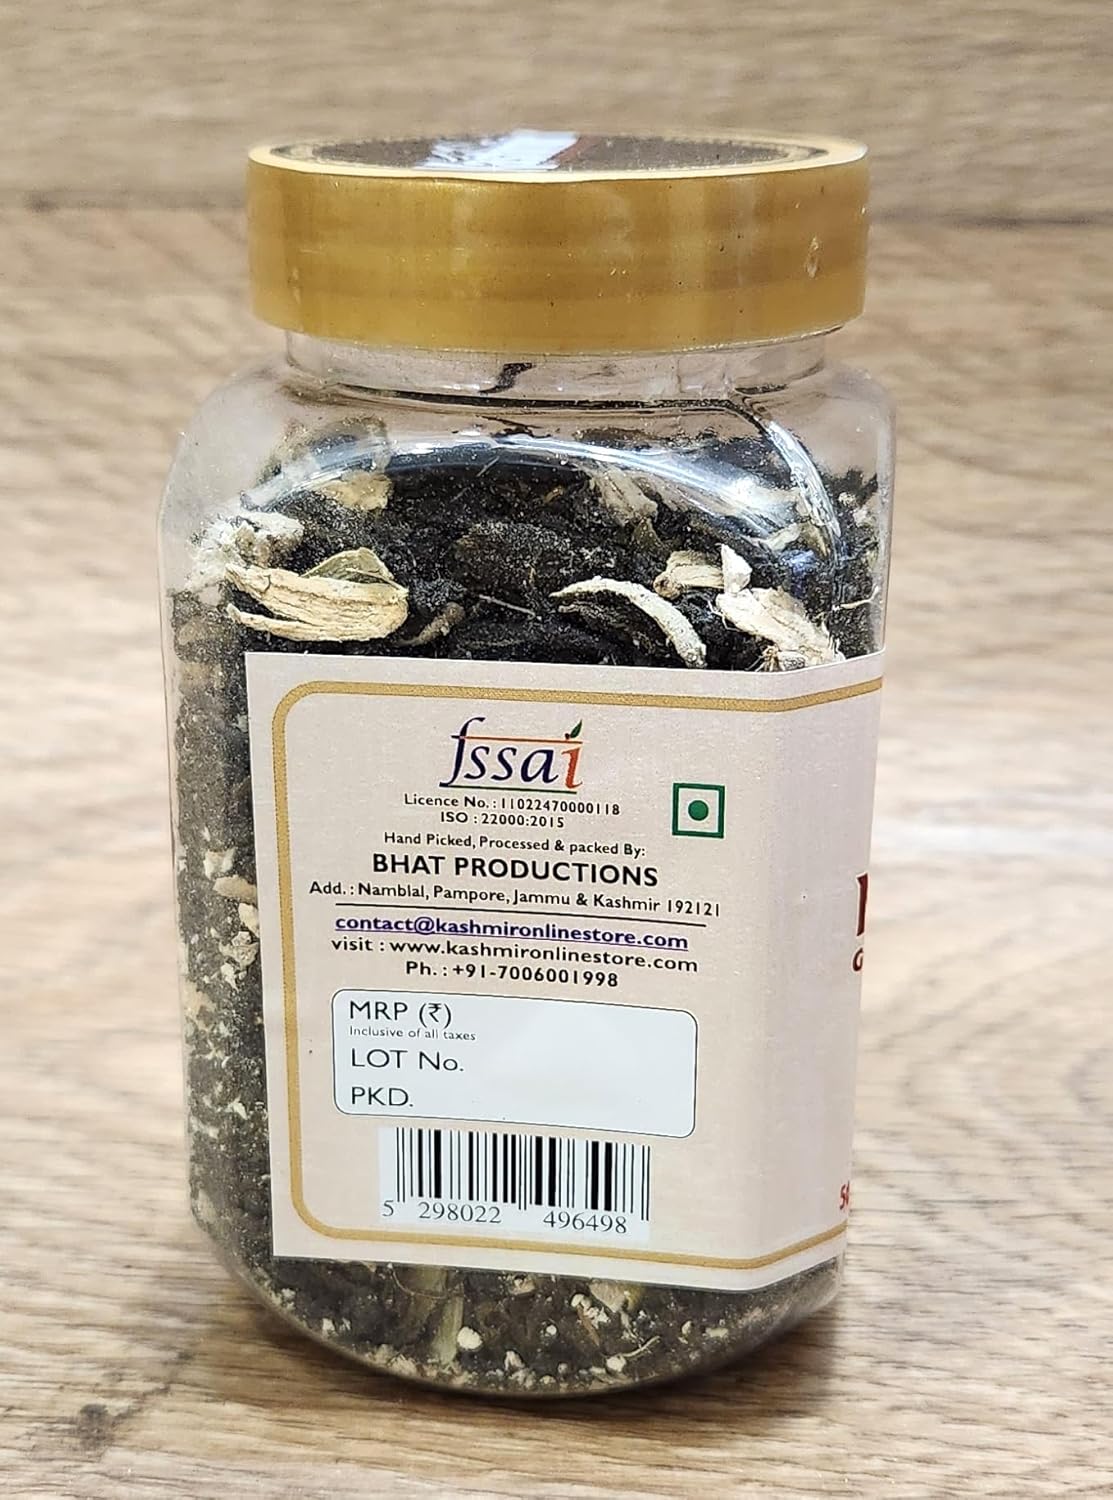 fssai
Licence No. : 11022470000118
ISO : 22000:2015
Hand Picked, Processed & packed By:
BHAT PRODUCTIONS
Add. : Namblal, Pampore, Jammu & Kashmir 192121
contact@kashmironlinestore.com
visit : www.kashmironlinestore.com
Ph. : +91-7006001998
MRP (₹)
Inclusive of all taxes
LOT No.
PKD.
5 298022 496498